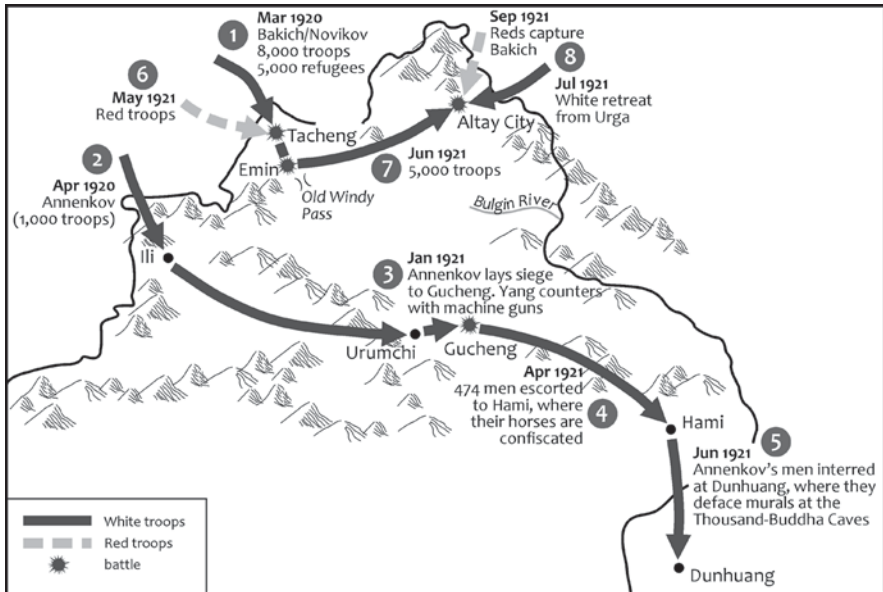 1
Mar 1920
Bakich/Novikov
8,000 troops
5,000 refugees
Sep 1921
Reds capture
Bakich
8
Jul 1921
White retreat
from Urga
6
May 1921
Red troops
Tacheng
Altay City
Emin
7
Jun 1921
5,000 troops
Old Windy
Pass
2
Apr 1920
Annenkov
(1,000 troops)
Bulgin River
Ili
3
Jan 1921
Annenkov lays siege
to Gucheng. Yang counters
with machine guns
Urumchi
Gucheng
Apr 1921
474 men escorted
to Hami, where
their horses are
confiscated
4
Hami
5
Jun 1921
Annenkov's men interred
at Dunhuang, where they
deface murals at the
Thousand-Buddha Caves
Dunhuang
White troops
Red troops
battle